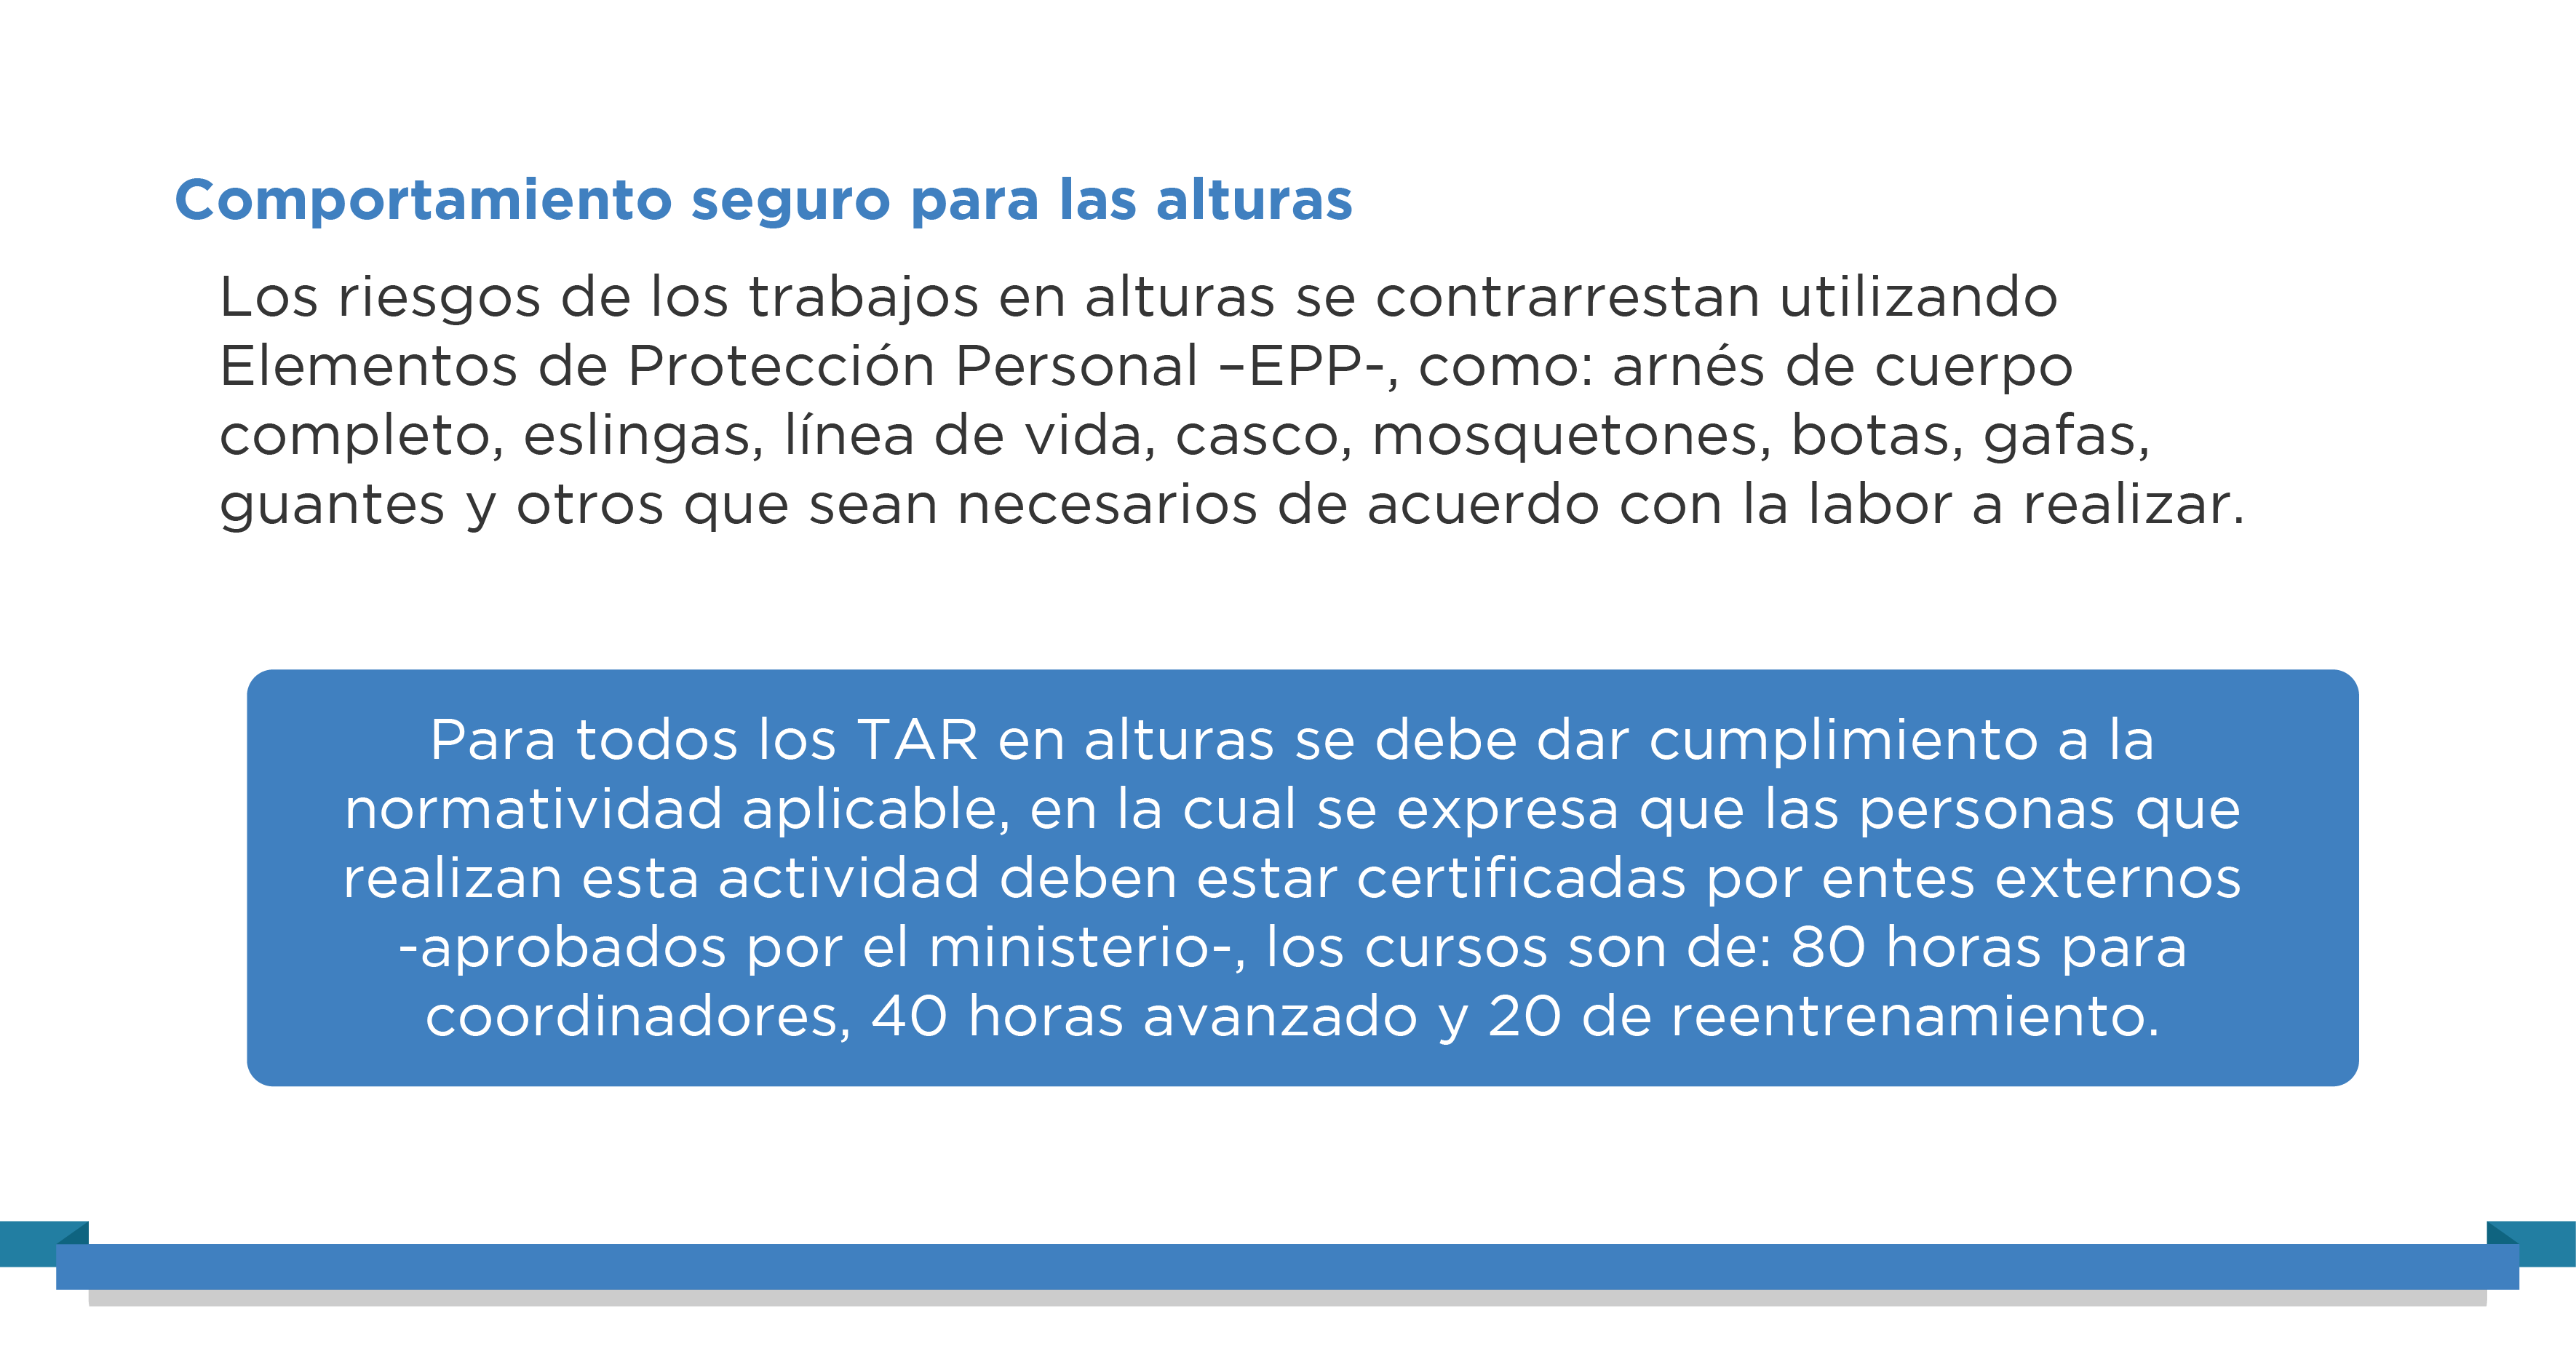 Comportamiento seguro para las alturas
Los riesgos de los trabajos en alturas se contrarrestan utilizando
Elementos de Protección Personal –EPP-, como: arnés de cuerpo
completo, eslingas, línea de vida, casco, mosquetones, botas, gafas,
guantes y otros que sean necesarios de acuerdo con la labor a realizar.
Para todos los TAR en alturas se debe dar cumplimiento a la
normatividad aplicable, en la cual se expresa que las personas que
realizan esta actividad deben estar certificadas por entes externos
-aprobados por el ministerio-, los cursos son de: 80 horas para
coordinadores, 40 horas avanzado y 20 de reentrenamiento.